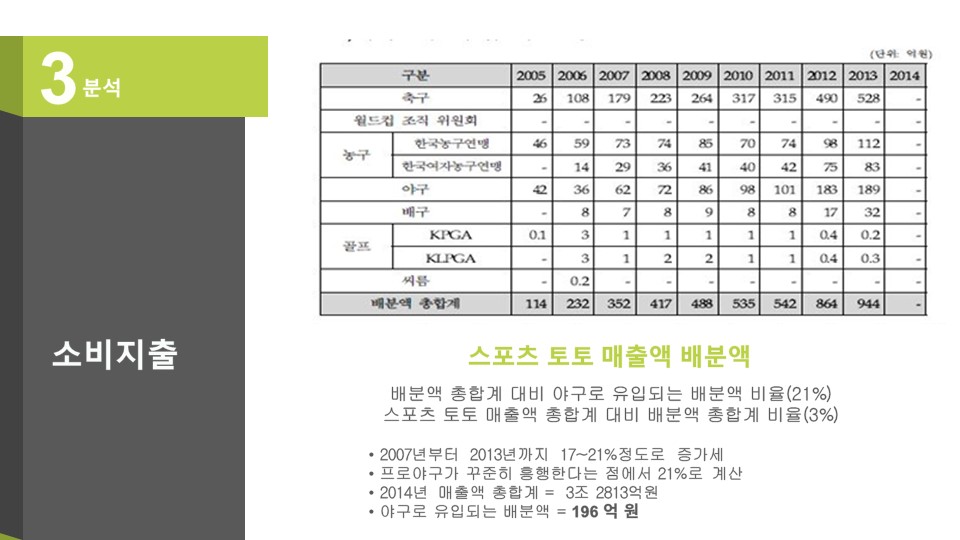 3 분석
소비지출
(단위: 억원)
구분 2005 2006 2007 2008 2009 2010 2011 2012 2013 2014
축구 26 108 179 223 264 317 315 490 528 -
월드컵 조직 위원회 - - - - - - - - - -
농구 한국농구연맹 46 59 73 74 85 70 74 98 112 -
한국여자농구연맹 - 14 29 36 41 40 42 75 83 -
야구 42 36 62 72 86 98 101 183 189 -
배구 - 8 7 8 9 8 8 17 32 -
골프 KPGA 0.1 3 1 1 1 1 1 0.4 0.2 -
KLPGA - 3 1 2 2 1 1 0.4 0.3 -
씨름 - 0.2 - - - - - - - -
배분액 총합계 114 232 352 417 488 535 542 864 944 -
스포츠 토토 매출액 배분액
배분액 총합계 대비 야구로 유입되는 배분액 비율(21%)
스포츠 토토 매출액 총합계 대비 배분액 총합계 비율(3%)
• 2007년부터 2013년까지 17~21%정도로 증가세
• 프로야구가 꾸준히 흥행한다는 점에서 21%로 계산
• 2014년 매출액 총합계 = 3조 2813억원
• 야구로 유입되는 배분액 = 196 억 원